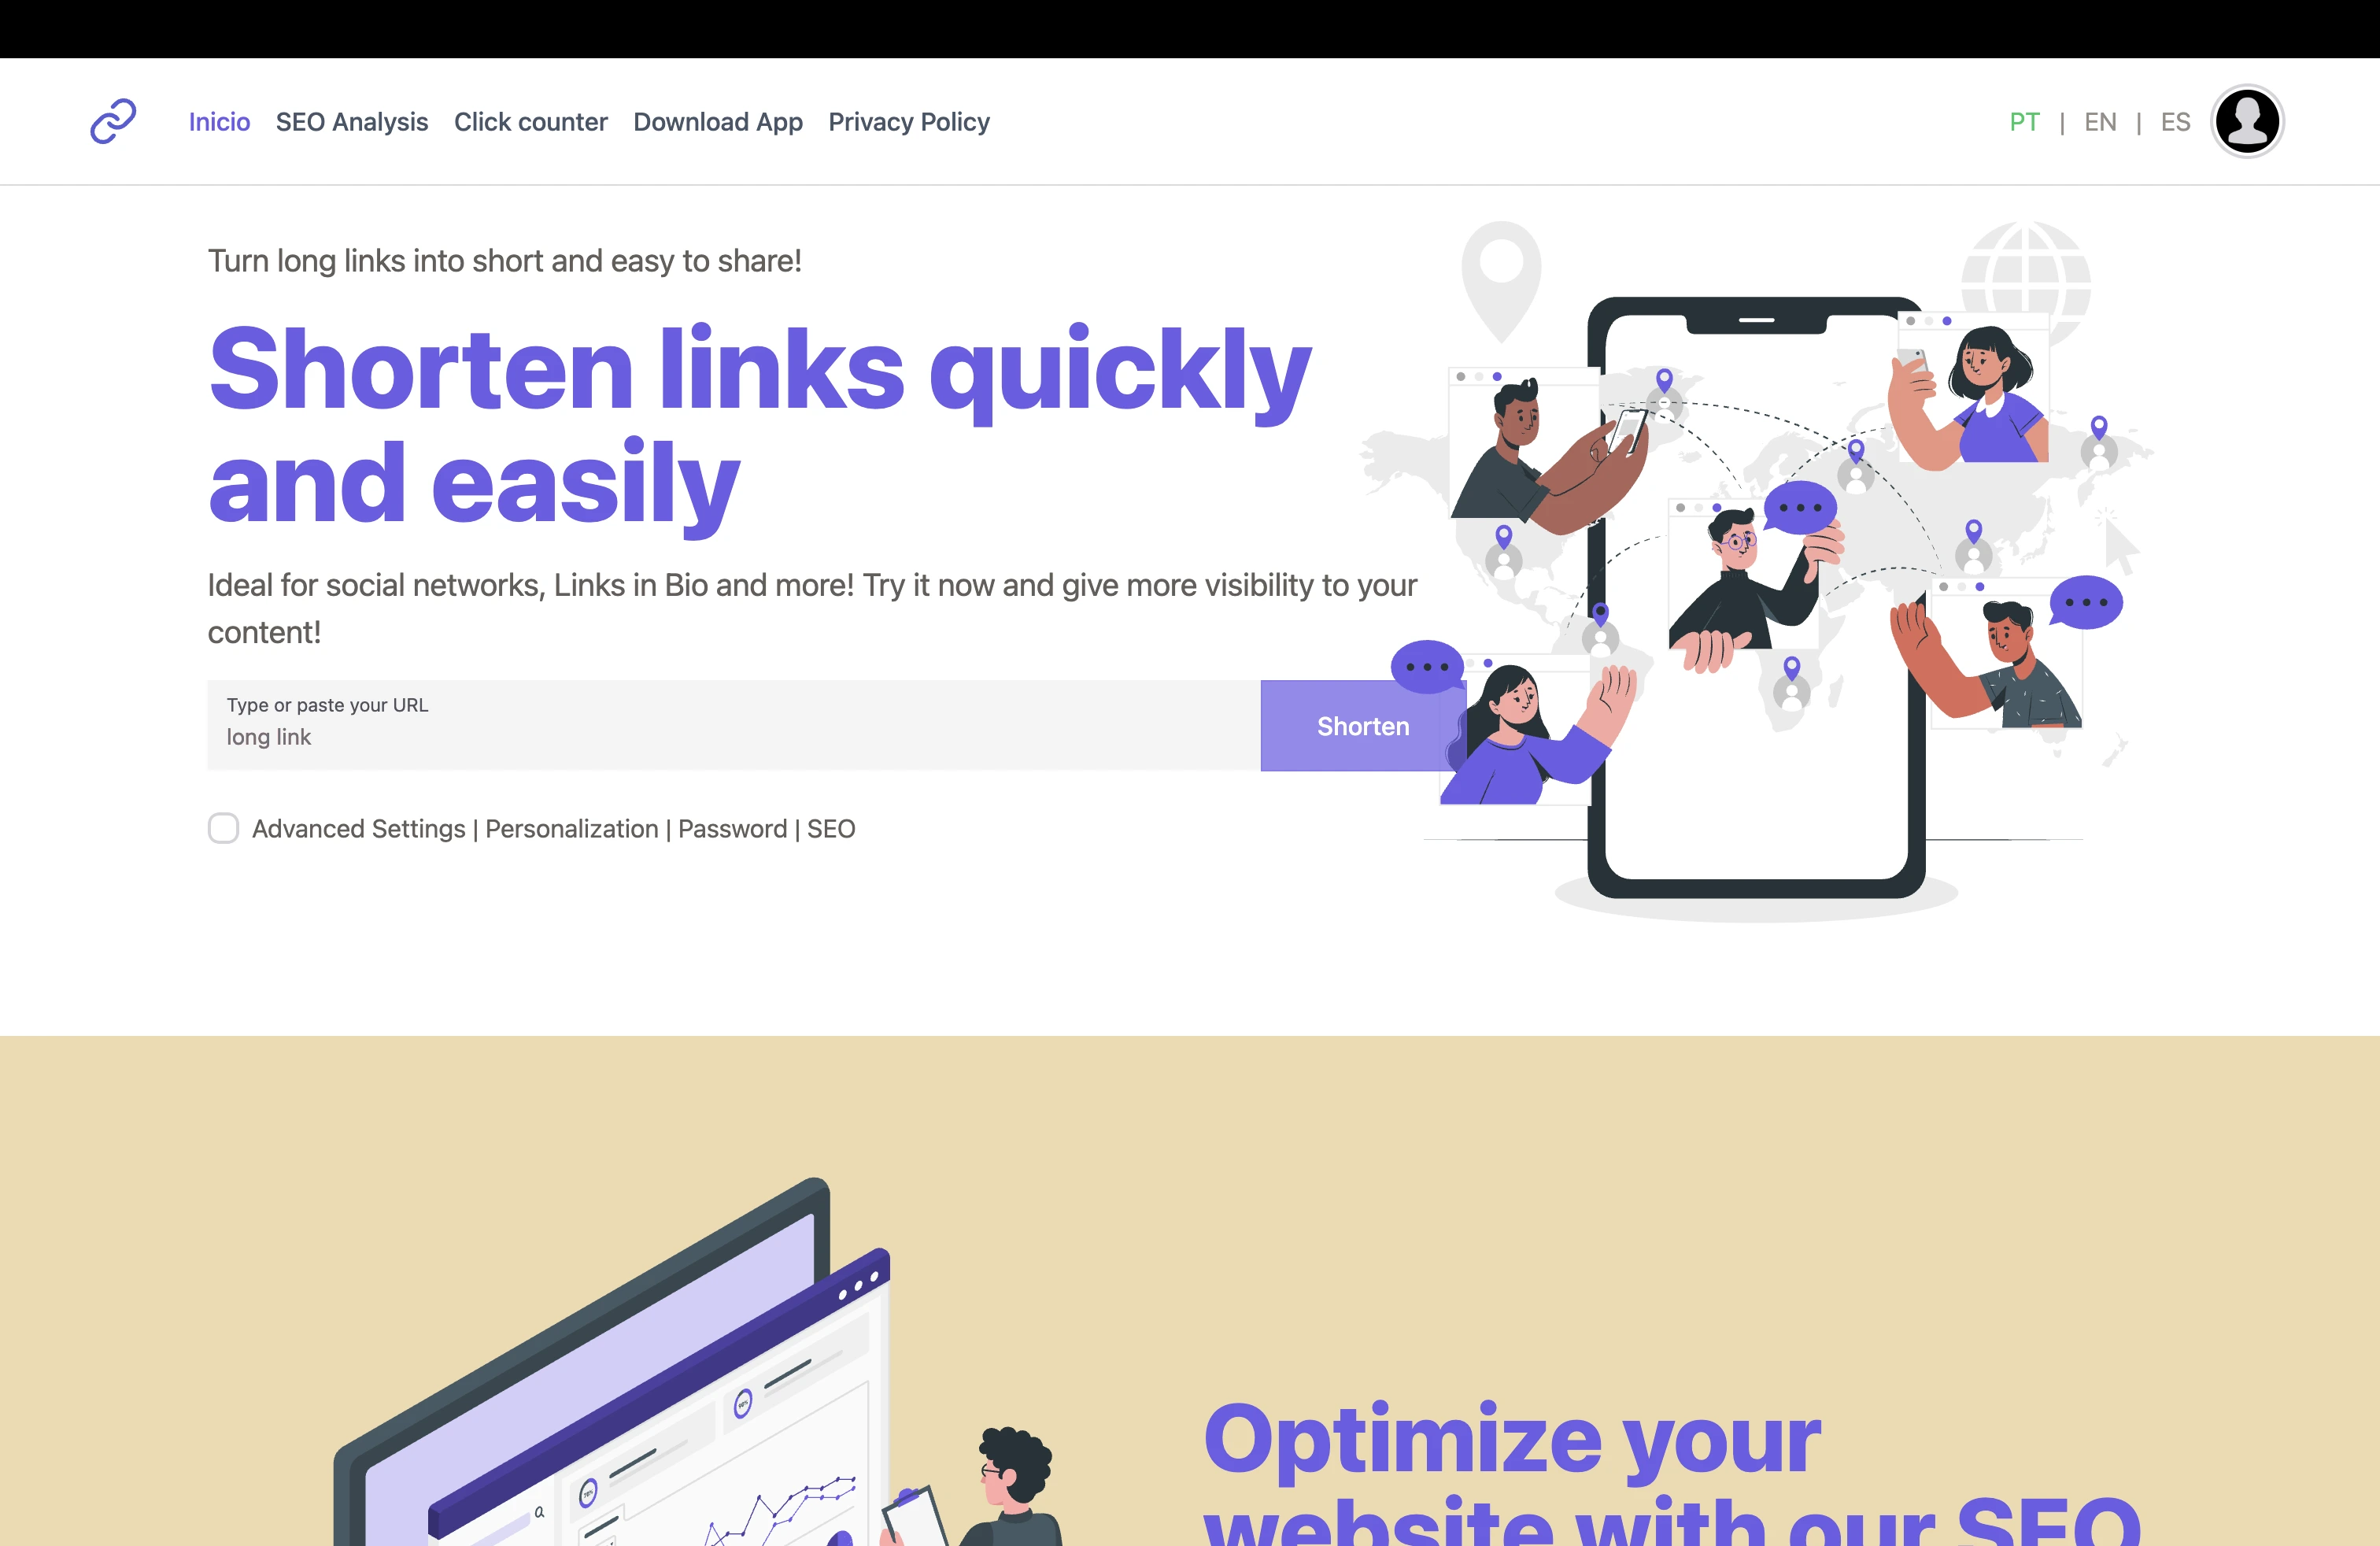 Inicio SEO Analysis Click counter Download App Privacy Policy PT | EN | ES
Turn long links into short and easy to share!
Shorten links quickly
and easily
Ideal for social networks, Links in Bio and more! Try it now and give more visibility to your
content!
Type or paste your URL
long link
Shorten
Advanced Settings | Personalization | Password | SEO
Optimize your
website with our SEO